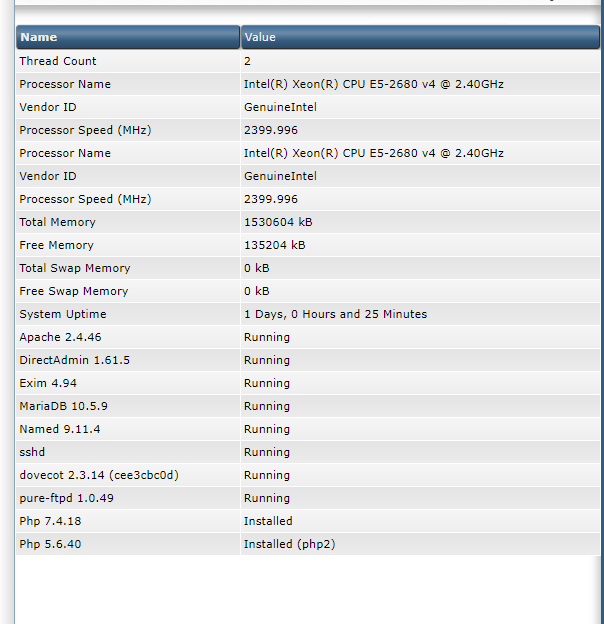 Name Value
Thread Count 2
Processor Name Intel(R) Xeon(R) CPU E5-2680 v4 @ 2.40GHz
Vendor ID GenuineIntel
Processor Speed (MHz) 2399.996
Processor Name Intel(R) Xeon(R) CPU E5-2680 v4 @ 2.40GHz
Vendor ID GenuineIntel
Processor Speed (MHz) 2399.996
Total Memory 1530604 kB
Free Memory 135204 kB
Total Swap Memory 0 kB
Free Swap Memory 0 kB
System Uptime 1 Days, 0 Hours and 25 Minutes
Apache 2.4.46 Running
DirectAdmin 1.61.5 Running
Exim 4.94 Running
MariaDB 10.5.9 Running
Named 9.11.4 Running
sshd Running
dovecot 2.3.14 (cee3cbc0d) Running
pure-ftpd 1.0.49 Running
Php 7.4.18 Installed
Php 5.6.40 Installed (php2)